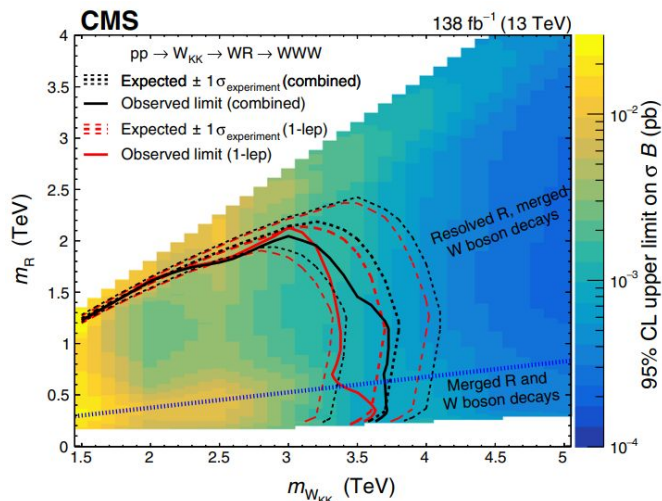 CMS 138 fb⁻¹ (13 TeV)
pp → W_KK → WR → WWW
Expected ± 1σ_experiment (combined)
Observed limit (combined)
Expected ± 1σ_experiment (1-lep)
Observed limit (1-lep)
Resolved R, merged
W boson decays
Merged R and
W boson decays
m_R (TeV)
4
3.5
3
2.5
2
1.5
1
0.5
0
1.5 2 2.5 3 3.5 4 4.5 5
m_W_KK (TeV)
10⁻²
10⁻³
10⁻⁴
95% CL upper limit on σ B (pb)